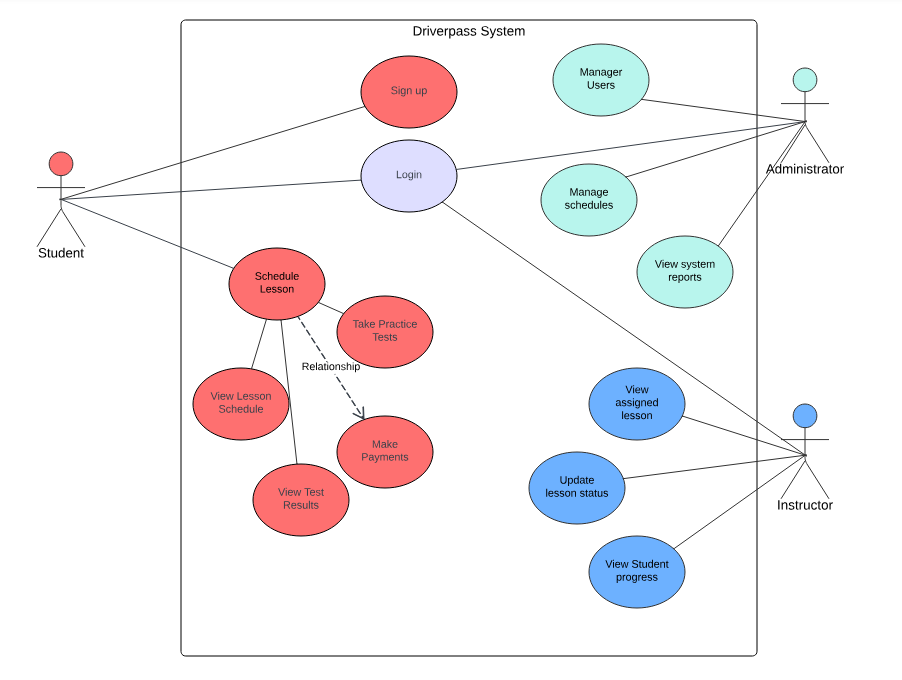 Driverpass System
Sign up
Manager
Users
Login
Administrator
Manage
schedules
Student
View system
reports
Schedule
Lesson
Take Practice
Tests
Relationship
View Lesson
Schedule
Make
Payments
View Test
Results
View
assigned
lesson
Update
lesson status
Instructor
View Student
progress